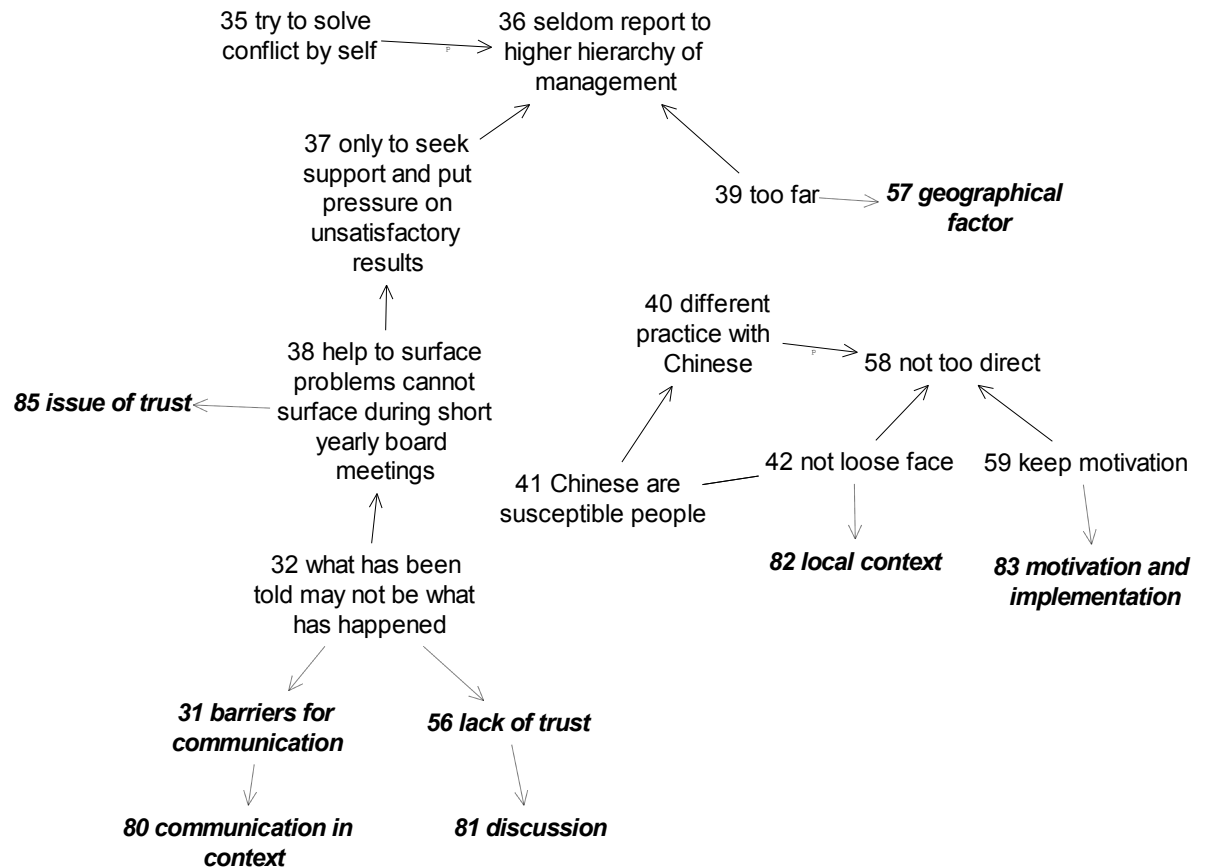 35 try to solve
conflict by self
P
36 seldom report to
higher hierarchy of
management
37 only to seek
support and put
pressure on
unsatisfactory
results
39 too far
57 geographical
factor
40 different
practice with
Chinese
P
58 not too direct
38 help to surface
problems cannot
surface during short
yearly board
meetings
85 issue of trust
41 Chinese are
susceptible people
42 not loose face
59 keep motivation
82 local context
83 motivation and
implementation
32 what has been
told may not be what
has happened
31 barriers for
communication
56 lack of trust
80 communication in
context
81 discussion